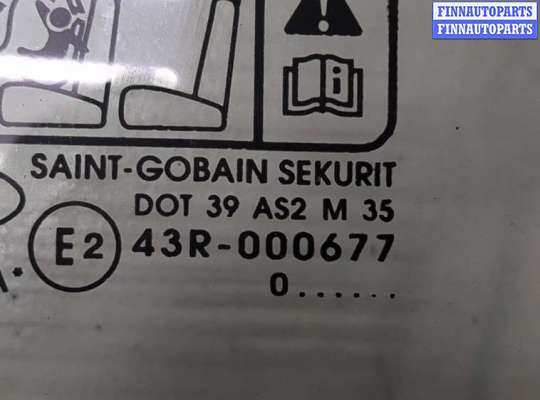 FINNAUTOPARTS
FINNAUTOPARTS
i
SAINT-GOBAIN SEKURIT
DOT 39 AS2 M 35
E2 43R-000677
0......